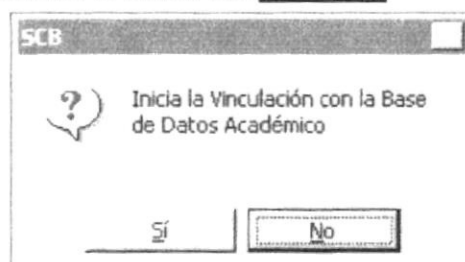 SCB
Inicia la Vinculación con la Base
de Datos Académico
Sí
No